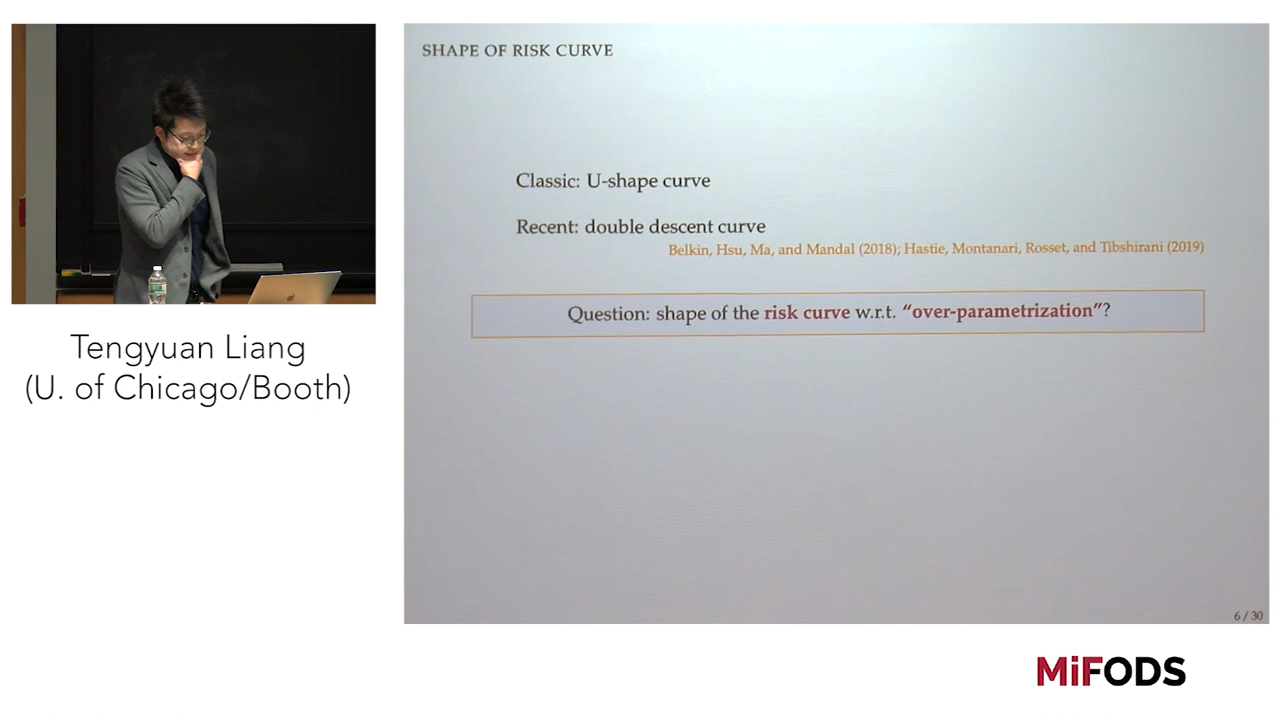 SHAPE OF RISK CURVE
Classic: U-shape curve
Recent: double descent curve
Belkin, Hsu, Ma, and Mandal (2018); Hastie, Montanari, Rosset, and Tibshirani (2019)
Question: shape of the risk curve w.r.t. “over-parametrization”?
6 / 30
Tengyuan Liang
(U. of Chicago/Booth)
MiFODS